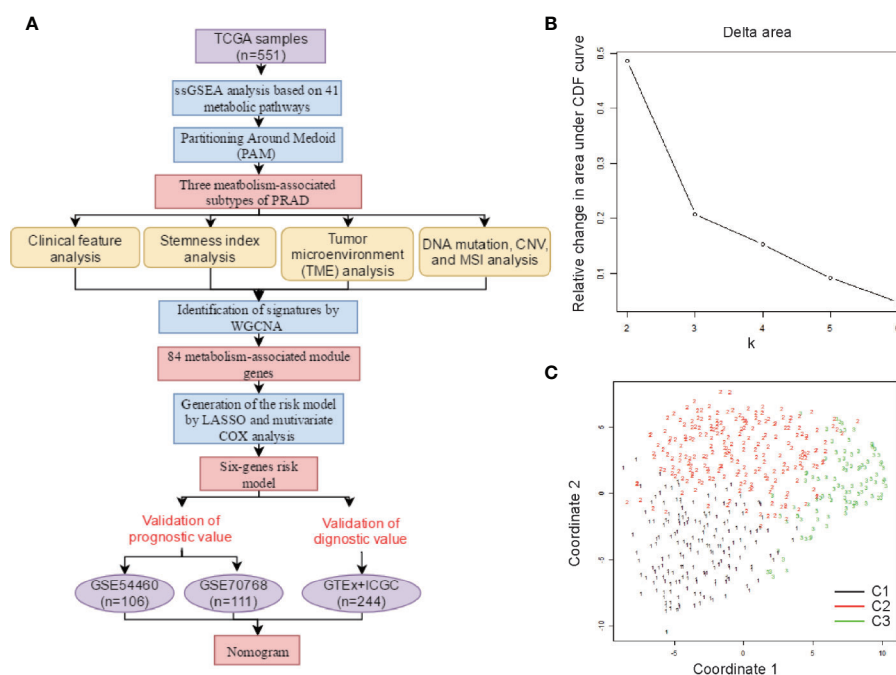 A
TCGA samples
(n=551)
ssGSEA analysis based on 41
metabolic pathways
Partitioning Around Medoid
(PAM)
Three meatbolism-associated
subtypes of PRAD
Clinical feature
analysis
Stemness index
analysis
Tumor
microenvironment
(TME) analysis
DNA mutation, CNV,
and MSI analysis
Identification of signatures by
WGCNA
84 metabolism-associated module
genes
Generation of the risk model
by LASSO and mutivariate
COX analysis
Six-genes risk
model
Validation of
prognostic value
Validation of
dignostic value
GSE54460
(n=106)
GSE70768
(n=111)
GTEx+ICGC
(n=244)
Nomogram
B
Delta area
Relative change in area under CDF curve
0.5
0.4
0.3
0.2
0.1
2
3
4
5
k
C
Coordinate 2
5
0
-5
-10
-5
0
5
10
Coordinate 1
C1
C2
C3